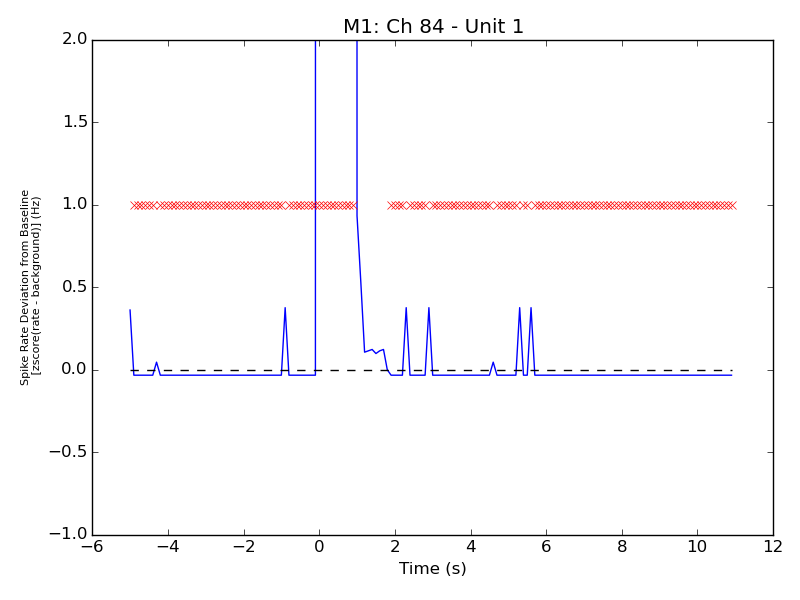 M1: Ch 84 - Unit 1
2.0
1.5
1.0
0.5
0.0
−0.5
−1.0
Spike Rate Deviation from Baseline
[zscore(rate - background)] (Hz)
−6 −4 −2 0 2 4 6 8 10 12
Time (s)